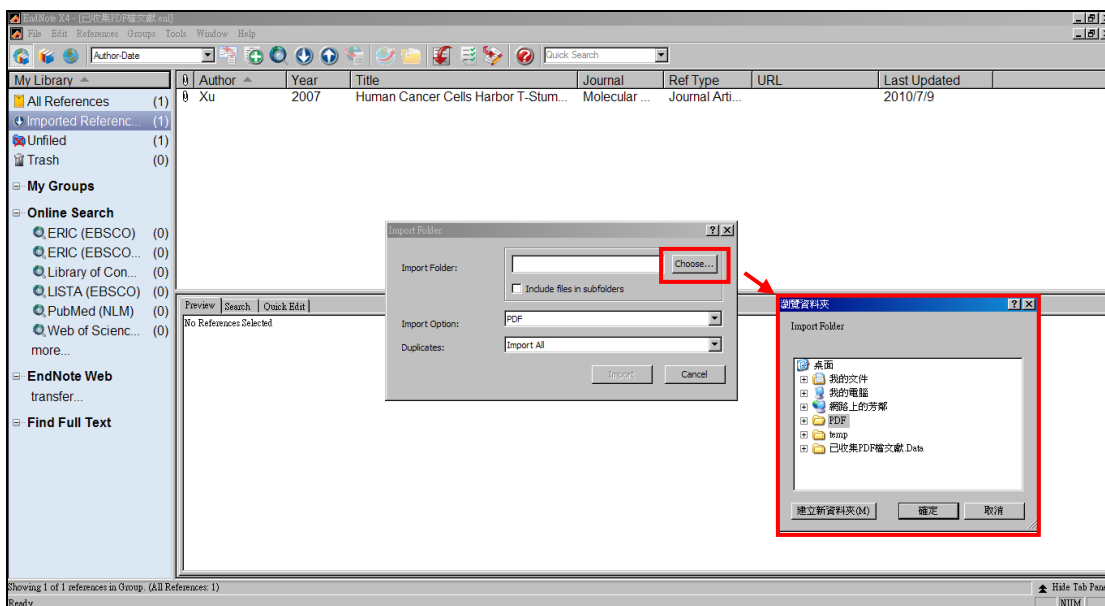 EndNote X4 - [已收集PDF檔文獻.enl]
File Edit References Groups Tools Window Help
Author-Date
Quick Search
My Library
Author Year Title Journal Ref Type URL Last Updated
All References (1)
Xu 2007 Human Cancer Cells Harbor T-Stum... Molecular ... Journal Arti... 2010/7/9
Imported Referenc... (1)
Unfiled (1)
Trash (0)
My Groups
Online Search
ERIC (EBSCO) (0)
ERIC (EBSCO... (0)
Library of Con... (0)
LISTA (EBSCO) (0)
PubMed (NLM) (0)
Web of Scienc... (0)
more...
EndNote Web
transfer...
Find Full Text
Import Folder
Import Folder:
Choose...
Include files in subfolders
Import Option: PDF
Duplicates: Import All
Import Cancel
Preview Search Quick Edit
No References Selected
瀏覽資料夾
Import Folder
桌面
我的文件
我的電腦
網路上的芳鄰
PDF
temp
已收集PDF檔文獻.Data
建立新資料夾(M) 確定 取消
Showing 1 of 1 references in Group. (All References: 1)
Hide Tab Pane
Ready
NUM